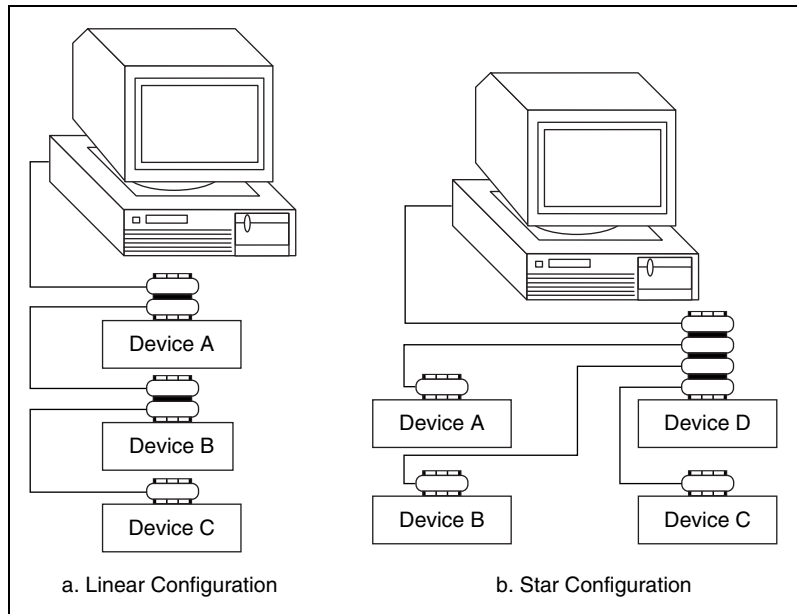 Device A
Device B
Device C
a. Linear Configuration
Device A
Device D
Device B
Device C
b. Star Configuration